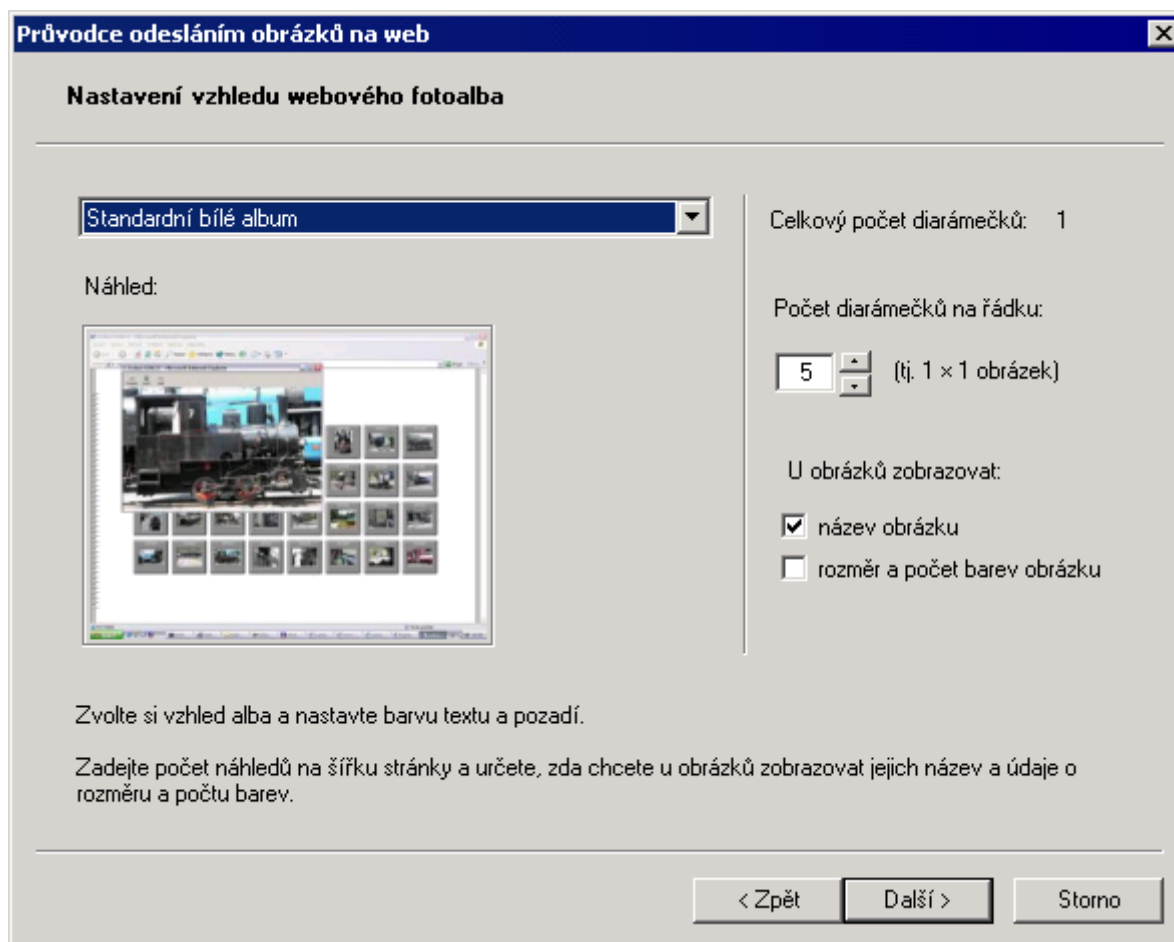 Průvodce odesláním obrázků na web
Nastavení vzhledu webového fotoalba
Standardní bílé album
Náhled:
Celkový počet diarámečků: 1
Počet diarámečků na řádku:
5 (tj. 1 × 1 obrázek)
U obrázků zobrazovat:
název obrázku
rozměr a počet barev obrázku
Zvolte si vzhled alba a nastavte barvu textu a pozadí.
Zadejte počet náhledů na šířku stránky a určete, zda chcete u obrázků zobrazovat jejich název a údaje o
rozměru a počtu barev.
< Zpět
Další >
Storno